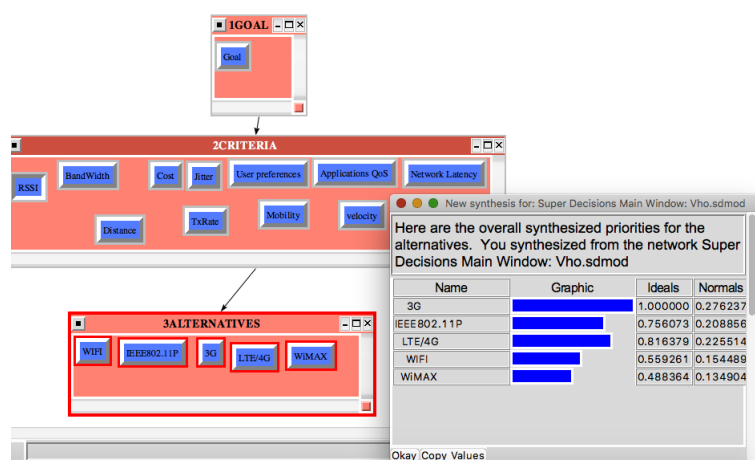 1GOAL
Goal
2CRITERIA
RSSI
BandWidth
Cost
Jitter
User preferences
Applications QoS
Network Latency
Distance
TxRate
Mobility
velocity
3ALTERNATIVES
WIFI
IEEE802.11P
3G
LTE/4G
WiMAX
New synthesis for: Super Decisions Main Window: Vho.sdmod
Here are the overall synthesized priorities for the
alternatives. You synthesized from the network Super
Decisions Main Window: Vho.sdmod
Name Graphic Ideals Normals
3G 1.000000 0.276237
IEEE802.11P 0.756073 0.208856
LTE/4G 0.816379 0.225514
WIFI 0.559261 0.154489
WiMAX 0.488364 0.134904
Okay Copy Values